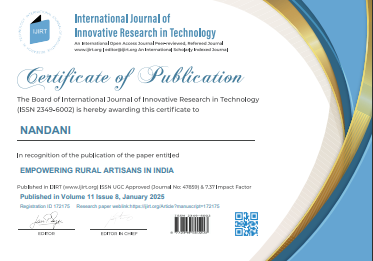 IJIRT
International Journal of
Innovative Research in Technology
An International Open Access Journal Peer-reviewed, Refereed Journal
www.ijirt.org | editor@ijirt.org An International Scholarly Indexed Journal
Certificate of Publication
The Board of International Journal of Innovative Research in Technology
(ISSN 2349-6002) is hereby awarding this certificate to
NANDANI
In recognition of the publication of the paper entitled
EMPOWERING RURAL ARTISANS IN INDIA
Published in IJIRT (www.ijirt.org) ISSN UGC Approved (Journal No: 47859) & 7.37 Impact Factor
Published in Volume 11 Issue 8, January 2025
Registration ID 172175 Research paper weblink:https://ijirt.org/Article?manuscript=172175
EDITOR
EDITOR IN CHIEF